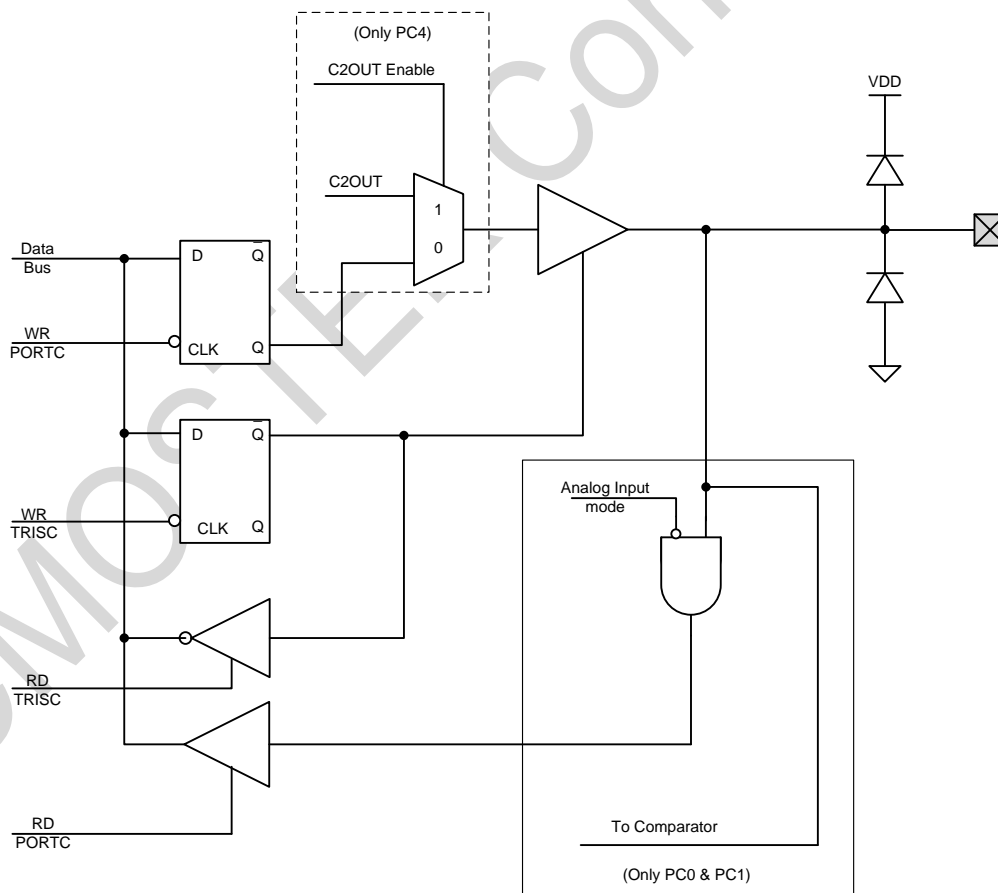 (Only PC4)
C2OUT Enable
VDD
C2OUT
1
0
Data
Bus
D
Q
WR
PORTC
CLK
Q
D
Q
WR
TRISC
CLK
Q
Analog Input
mode
RD
TRISC
RD
PORTC
To Comparator
(Only PC0 & PC1)